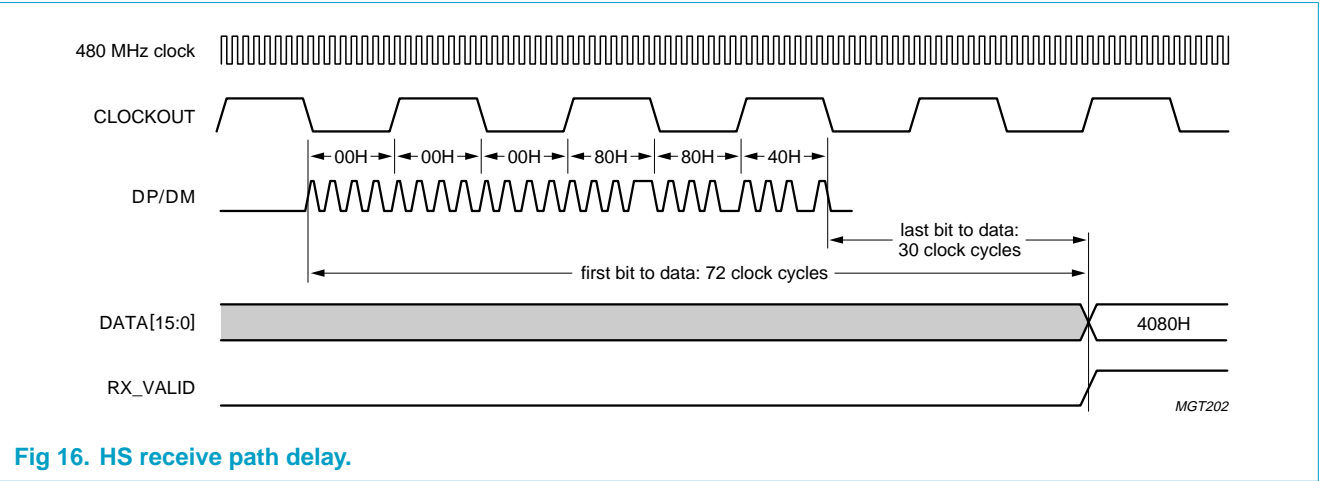 480 MHz clock
CLOCKOUT
00H 00H 00H 80H 80H 40H
DP/DM
last bit to data:
30 clock cycles
first bit to data: 72 clock cycles
DATA[15:0]
4080H
RX_VALID
MGT202
Fig 16. HS receive path delay.